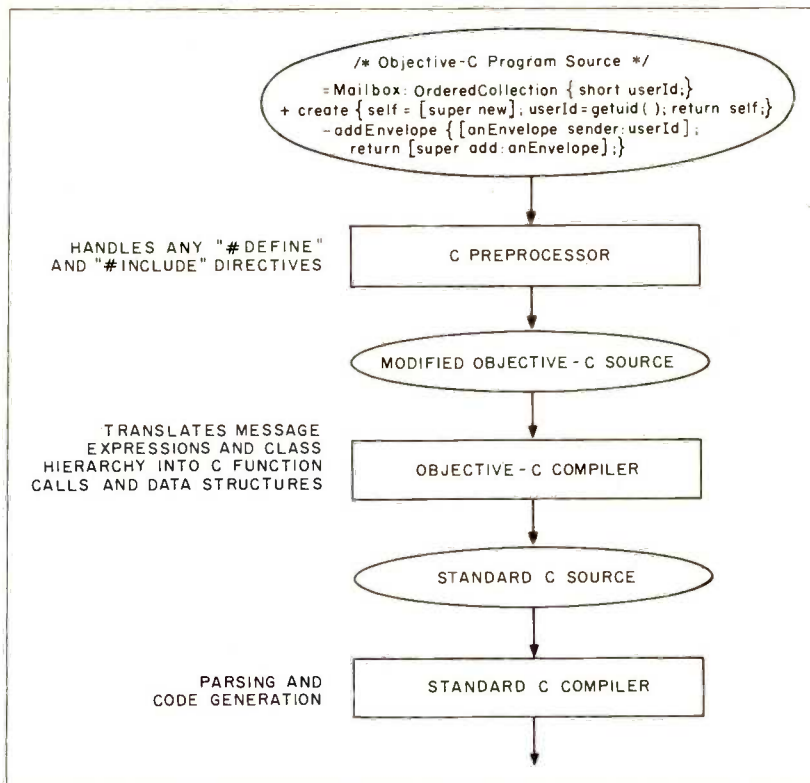 /* Objective-C Program Source */
=Mailbox: OrderedCollection { short userId;}
+ create { self = [super new]; userId=getuid( ); return self;}
-addEnvelope { [anEnvelope sender:userId];
return [super add:anEnvelope];}
HANDLES ANY "#DEFINE"
AND "#INCLUDE" DIRECTIVES
C PREPROCESSOR
MODIFIED OBJECTIVE-C SOURCE
TRANSLATES MESSAGE
EXPRESSIONS AND CLASS
HIERARCHY INTO C FUNCTION
CALLS AND DATA STRUCTURES
OBJECTIVE-C COMPILER
STANDARD C SOURCE
PARSING AND
CODE GENERATION
STANDARD C COMPILER